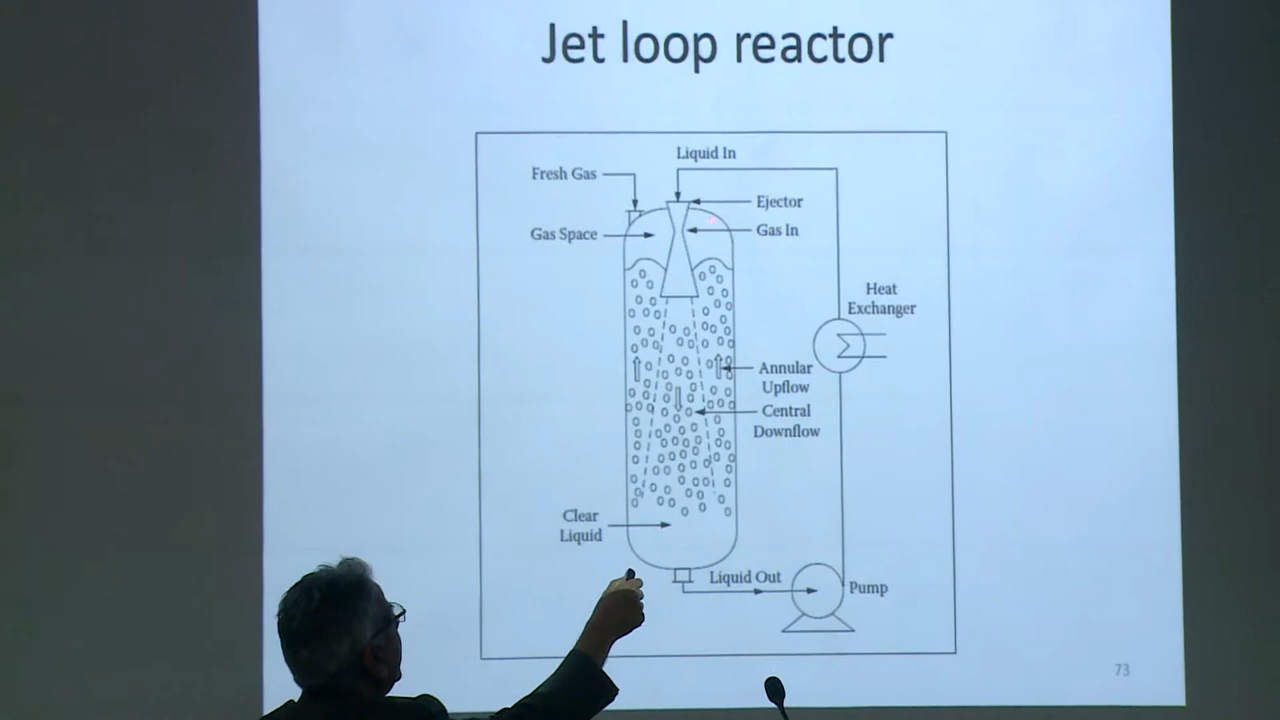 Jet loop reactor
Liquid In
Fresh Gas
Ejector
Gas Space
Gas In
Heat
Exchanger
Annular
Upflow
Central
Downflow
Clear
Liquid
Liquid Out
Pump
73